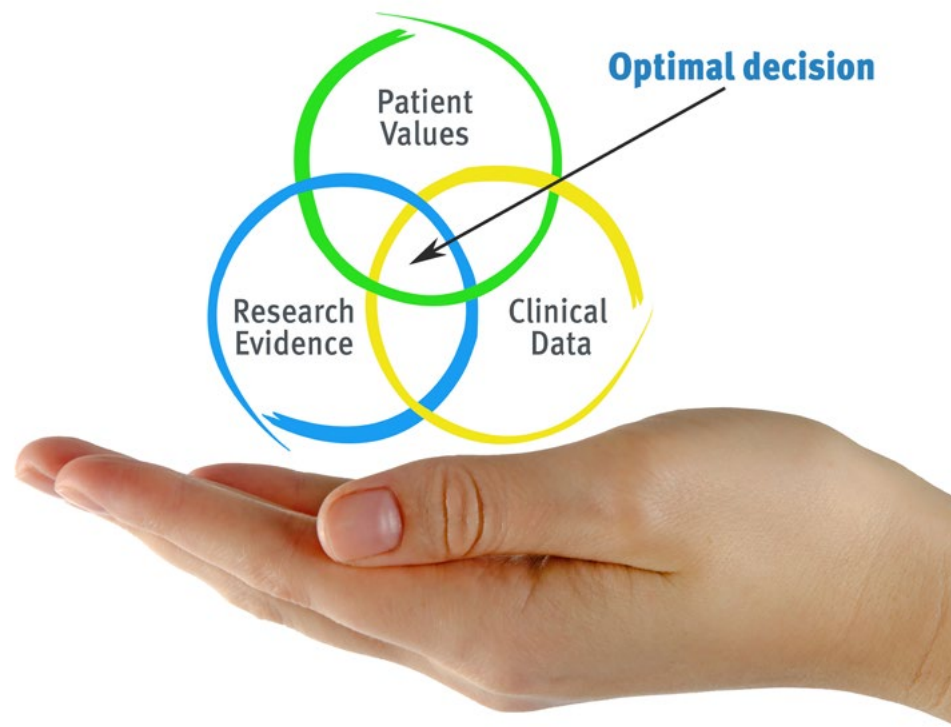 Optimal decision
Patient
Values
Research
Evidence
Clinical
Data